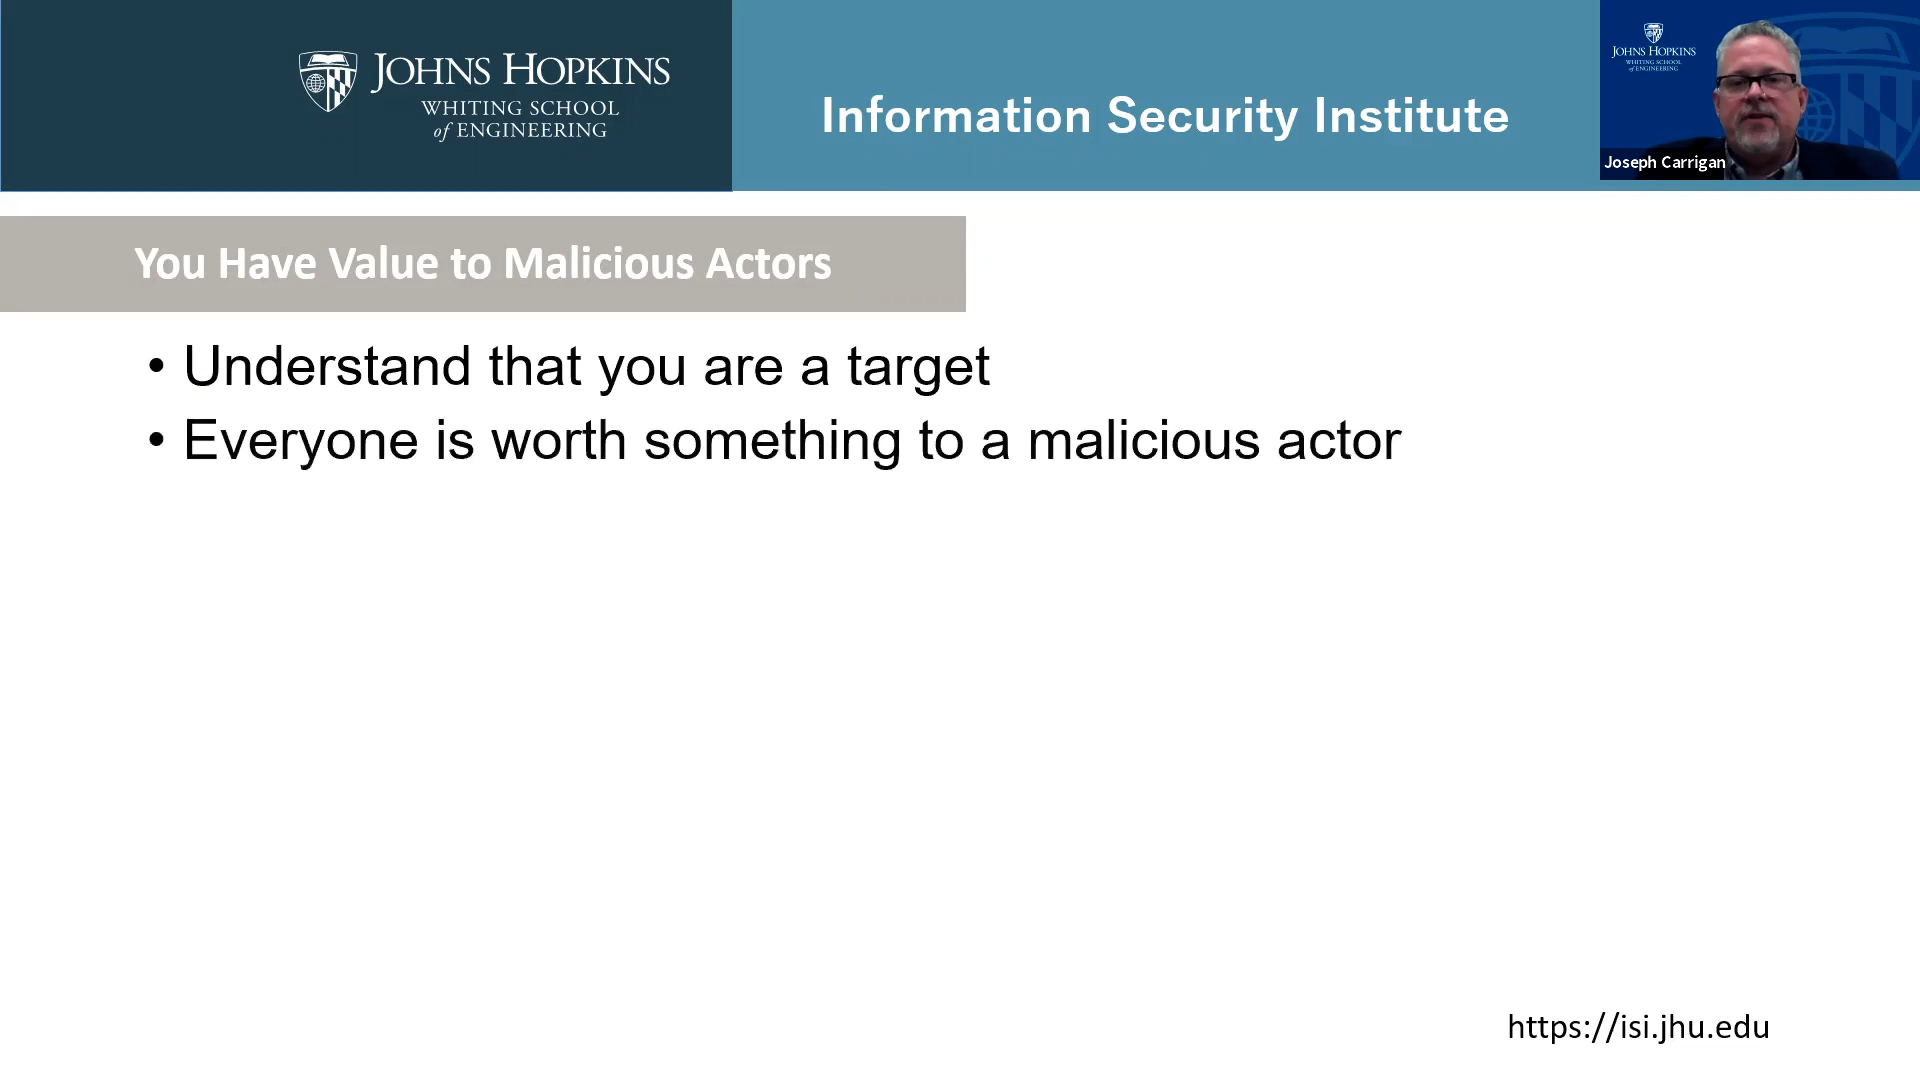 JOHNS HOPKINS
WHITING SCHOOL
of ENGINEERING
Information Security Institute
JOHNS HOPKINS
WHITING SCHOOL
of ENGINEERING
Joseph Carrigan
You Have Value to Malicious Actors
• Understand that you are a target
• Everyone is worth something to a malicious actor
https://isi.jhu.edu